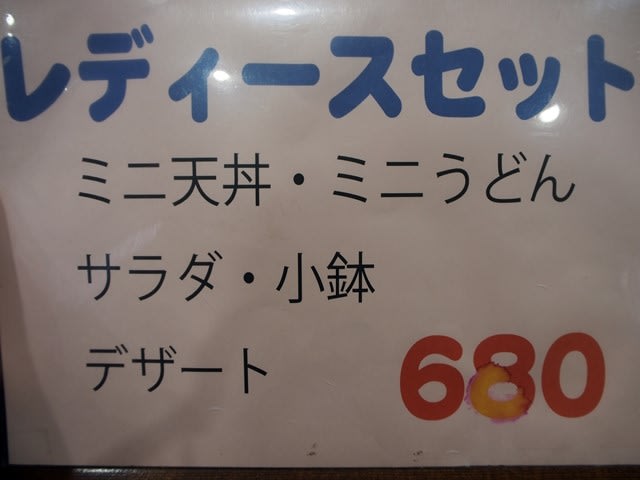 レディースセット
ミニ天丼・ミニうどん
サラダ・小鉢
デザート
680